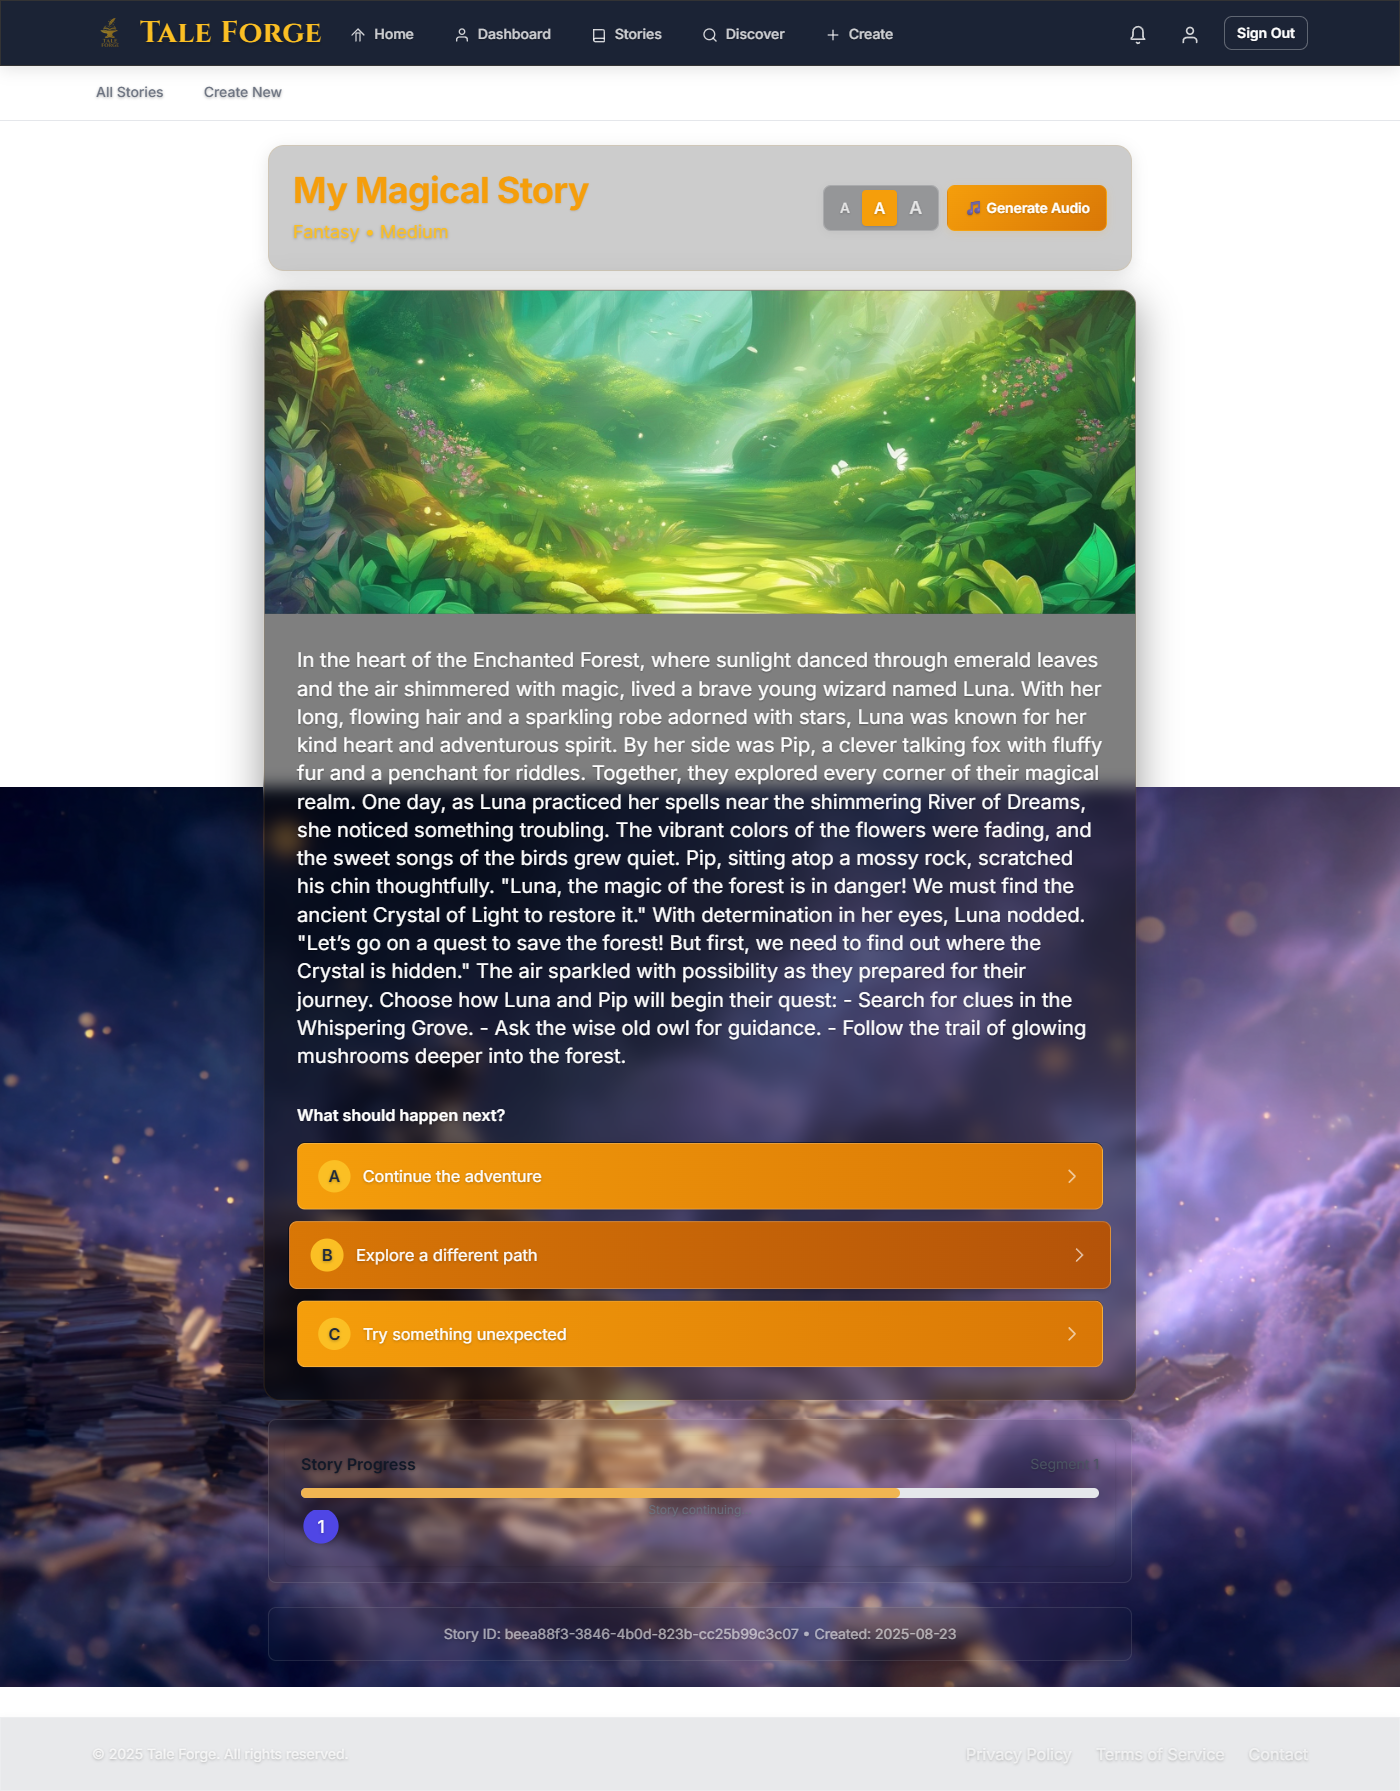 TALE FORGE
Home
Dashboard
Stories
Discover
Create
Sign Out
All Stories
Create New
My Magical Story
Fantasy • Medium
A
A
A
Generate Audio
In the heart of the Enchanted Forest, where sunlight danced through emerald leaves
and the air shimmered with magic, lived a brave young wizard named Luna. With her
long, flowing hair and a sparkling robe adorned with stars, Luna was known for her
kind heart and adventurous spirit. By her side was Pip, a clever talking fox with fluffy
fur and a penchant for riddles. Together, they explored every corner of their magical
realm. One day, as Luna practiced her spells near the shimmering River of Dreams,
she noticed something troubling. The vibrant colors of the flowers were fading, and
the sweet songs of the birds grew quiet. Pip, sitting atop a mossy rock, scratched
his chin thoughtfully. "Luna, the magic of the forest is in danger! We must find the
ancient Crystal of Light to restore it." With determination in her eyes, Luna nodded.
"Let’s go on a quest to save the forest! But first, we need to find out where the
Crystal is hidden." The air sparkled with possibility as they prepared for their
journey. Choose how Luna and Pip will begin their quest: - Search for clues in the
Whispering Grove. - Ask the wise old owl for guidance. - Follow the trail of glowing
mushrooms deeper into the forest.
What should happen next?
A Continue the adventure
B Explore a different path
C Try something unexpected
Story Progress
Segment 1
Story continuing...
1
Story ID: beea88f3-3846-4b0d-823b-cc25b99c3c07 • Created: 2025-08-23
© 2025 Tale Forge. All rights reserved.
Privacy Policy
Terms of Service
Contact